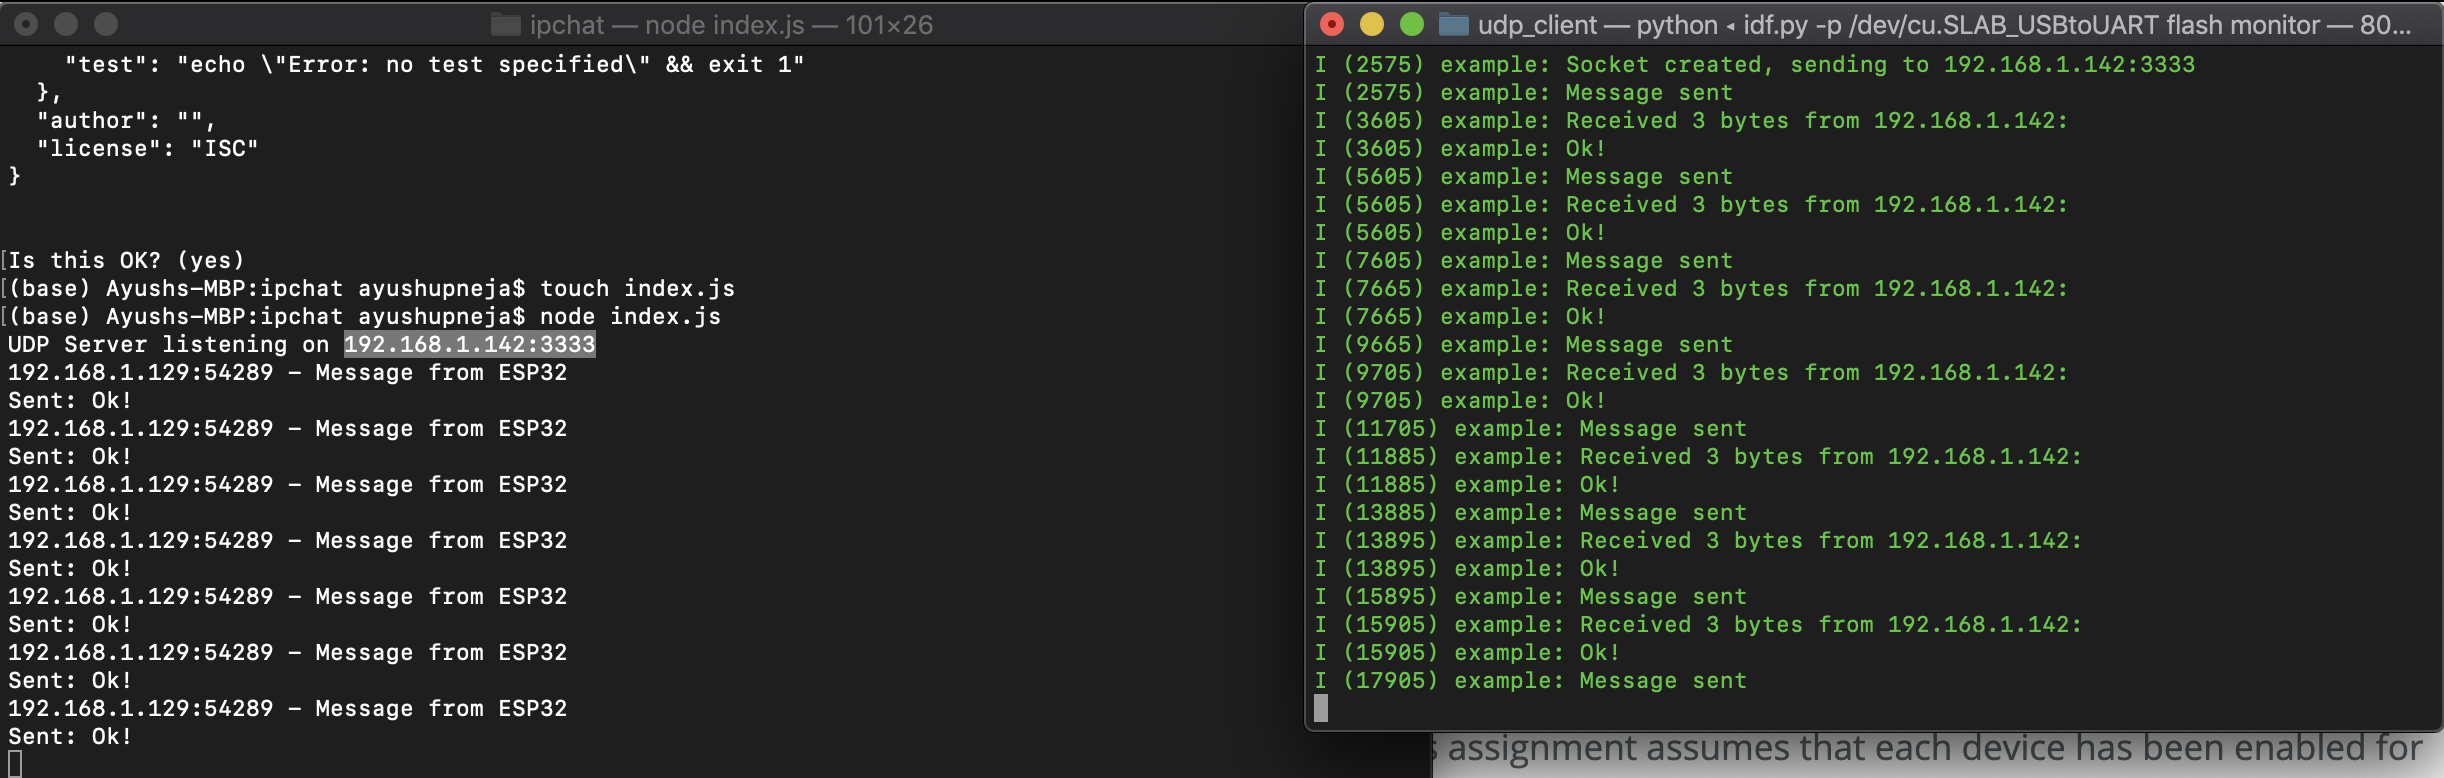 ipchat — node index.js — 101×26
"test": "echo \"Error: no test specified\" && exit 1"
},
"author": "",
"license": "ISC"
}
[Is this OK? (yes)
[(base) Ayushs-MBP:ipchat ayushupneja$ touch index.js
[(base) Ayushs-MBP:ipchat ayushupneja$ node index.js
UDP Server listening on 192.168.1.142:3333
192.168.1.129:54289 - Message from ESP32
Sent: Ok!
192.168.1.129:54289 - Message from ESP32
Sent: Ok!
192.168.1.129:54289 - Message from ESP32
Sent: Ok!
192.168.1.129:54289 - Message from ESP32
Sent: Ok!
192.168.1.129:54289 - Message from ESP32
Sent: Ok!
192.168.1.129:54289 - Message from ESP32
Sent: Ok!
192.168.1.129:54289 - Message from ESP32
Sent: Ok!
udp_client — python ◂ idf.py -p /dev/cu.SLAB_USBtoUART flash monitor — 80...
I (2575) example: Socket created, sending to 192.168.1.142:3333
I (2575) example: Message sent
I (3605) example: Received 3 bytes from 192.168.1.142:
I (3605) example: Ok!
I (5605) example: Message sent
I (5605) example: Received 3 bytes from 192.168.1.142:
I (5605) example: Ok!
I (7605) example: Message sent
I (7665) example: Received 3 bytes from 192.168.1.142:
I (7665) example: Ok!
I (9665) example: Message sent
I (9705) example: Received 3 bytes from 192.168.1.142:
I (9705) example: Ok!
I (11705) example: Message sent
I (11885) example: Received 3 bytes from 192.168.1.142:
I (11885) example: Ok!
I (13885) example: Message sent
I (13895) example: Received 3 bytes from 192.168.1.142:
I (13895) example: Ok!
I (15895) example: Message sent
I (15905) example: Received 3 bytes from 192.168.1.142:
I (15905) example: Ok!
I (17905) example: Message sent
assignment assumes that each device has been enabled for